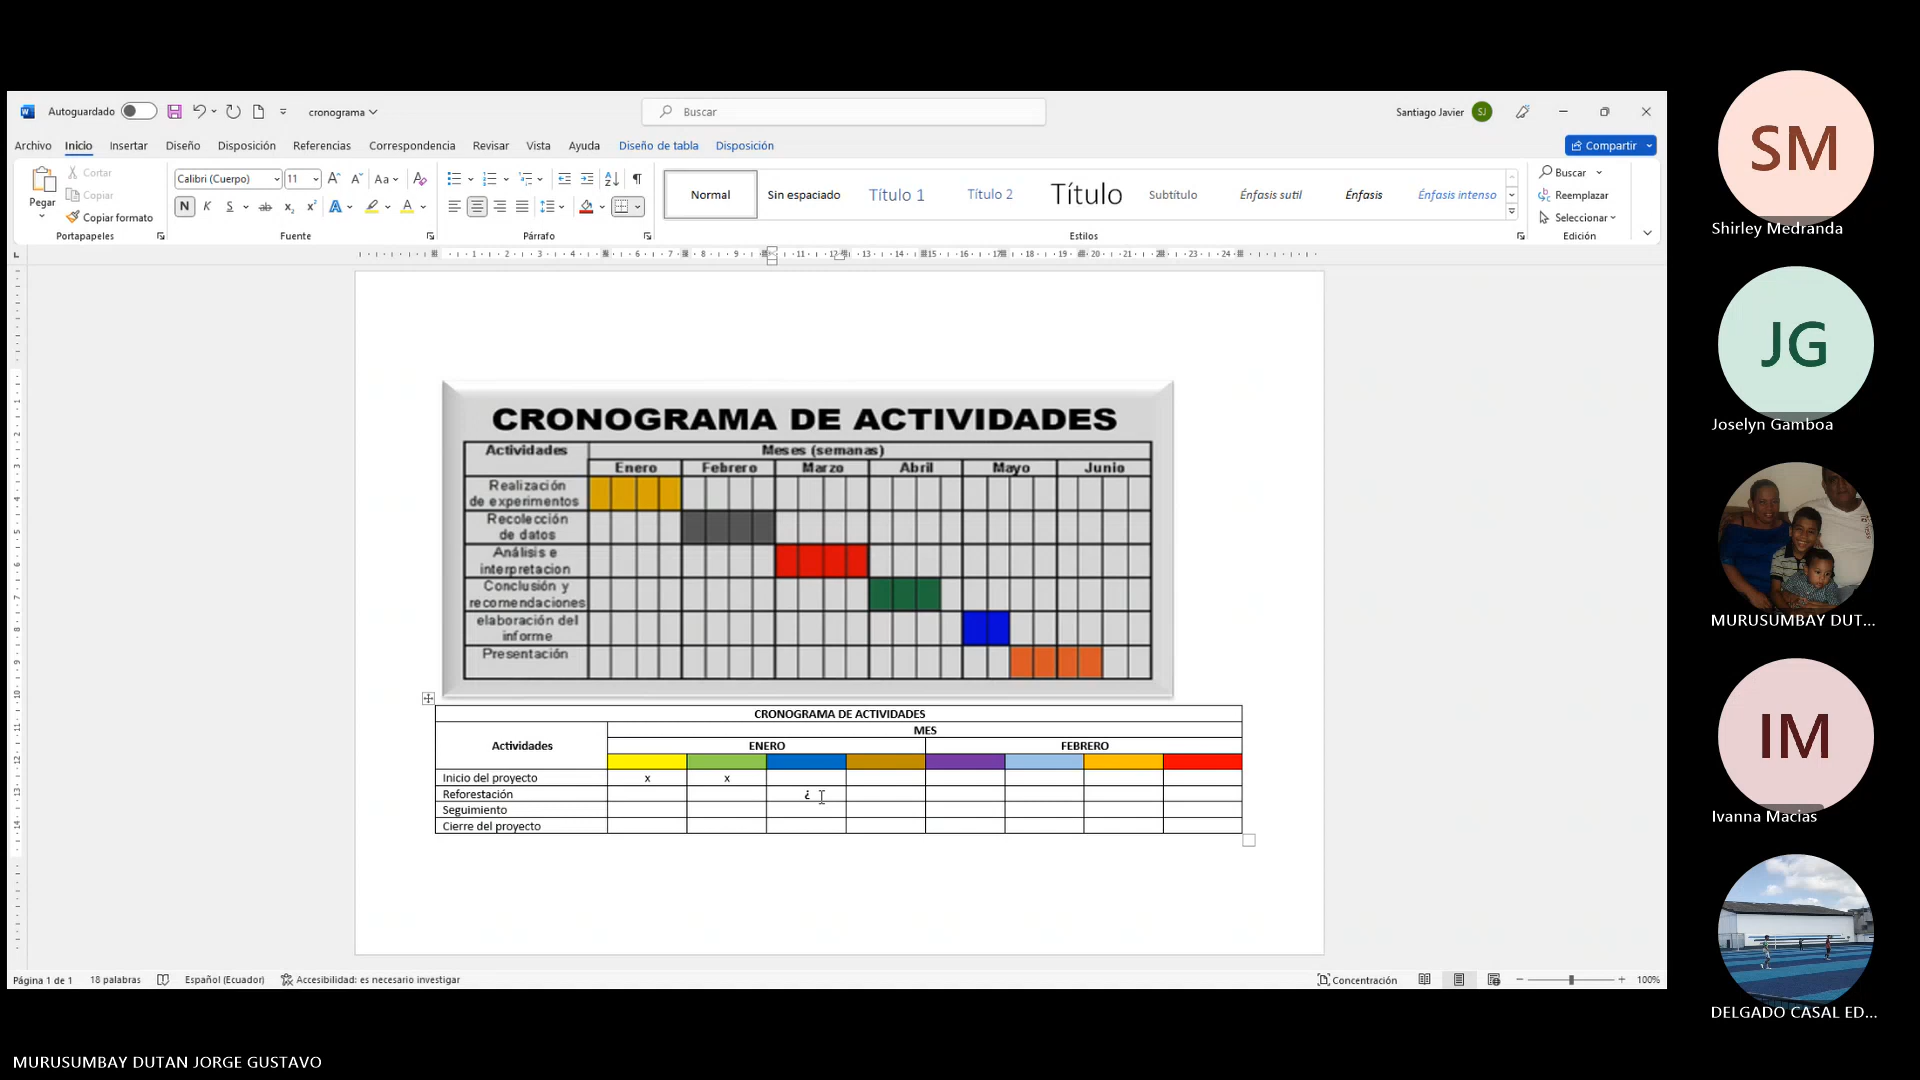 Autoguardado
cronograma
Buscar
Santiago Javier SJ
Archivo Inicio Insertar Diseño Disposición Referencias Correspondencia Revisar Vista Ayuda Diseño de tabla Disposición
Compartir
Pegar
Cortar
Copiar
Copiar formato
Portapapeles
Calibri (Cuerpo) 11
Fuente
Párrafo
Normal Sin espaciado Título 1 Título 2 Título Subtítulo Énfasis sutil Énfasis Énfasis intenso
Estilos
Buscar
Reemplazar
Seleccionar
Edición
CRONOGRAMA DE ACTIVIDADES
Actividades Meses (semanas)
Enero Febrero Marzo Abril Mayo Junio
Realización
de experimentos
Recolección
de datos
Análisis e
interpretacion
Conclusión y
recomendaciones
elaboración del
informe
Presentación
CRONOGRAMA DE ACTIVIDADES
Actividades
MES
ENERO FEBRERO
Inicio del proyecto x x
Reforestación ¿
Seguimiento
Cierre del proyecto
Página 1 de 1 18 palabras Español (Ecuador) Accesibilidad: es necesario investigar
Concentración 100%
SM
Shirley Medranda
JG
Joselyn Gamboa
MURUSUMBAY DUT...
IM
Ivanna Macias
DELGADO CASAL ED...
MURUSUMBAY DUTAN JORGE GUSTAVO